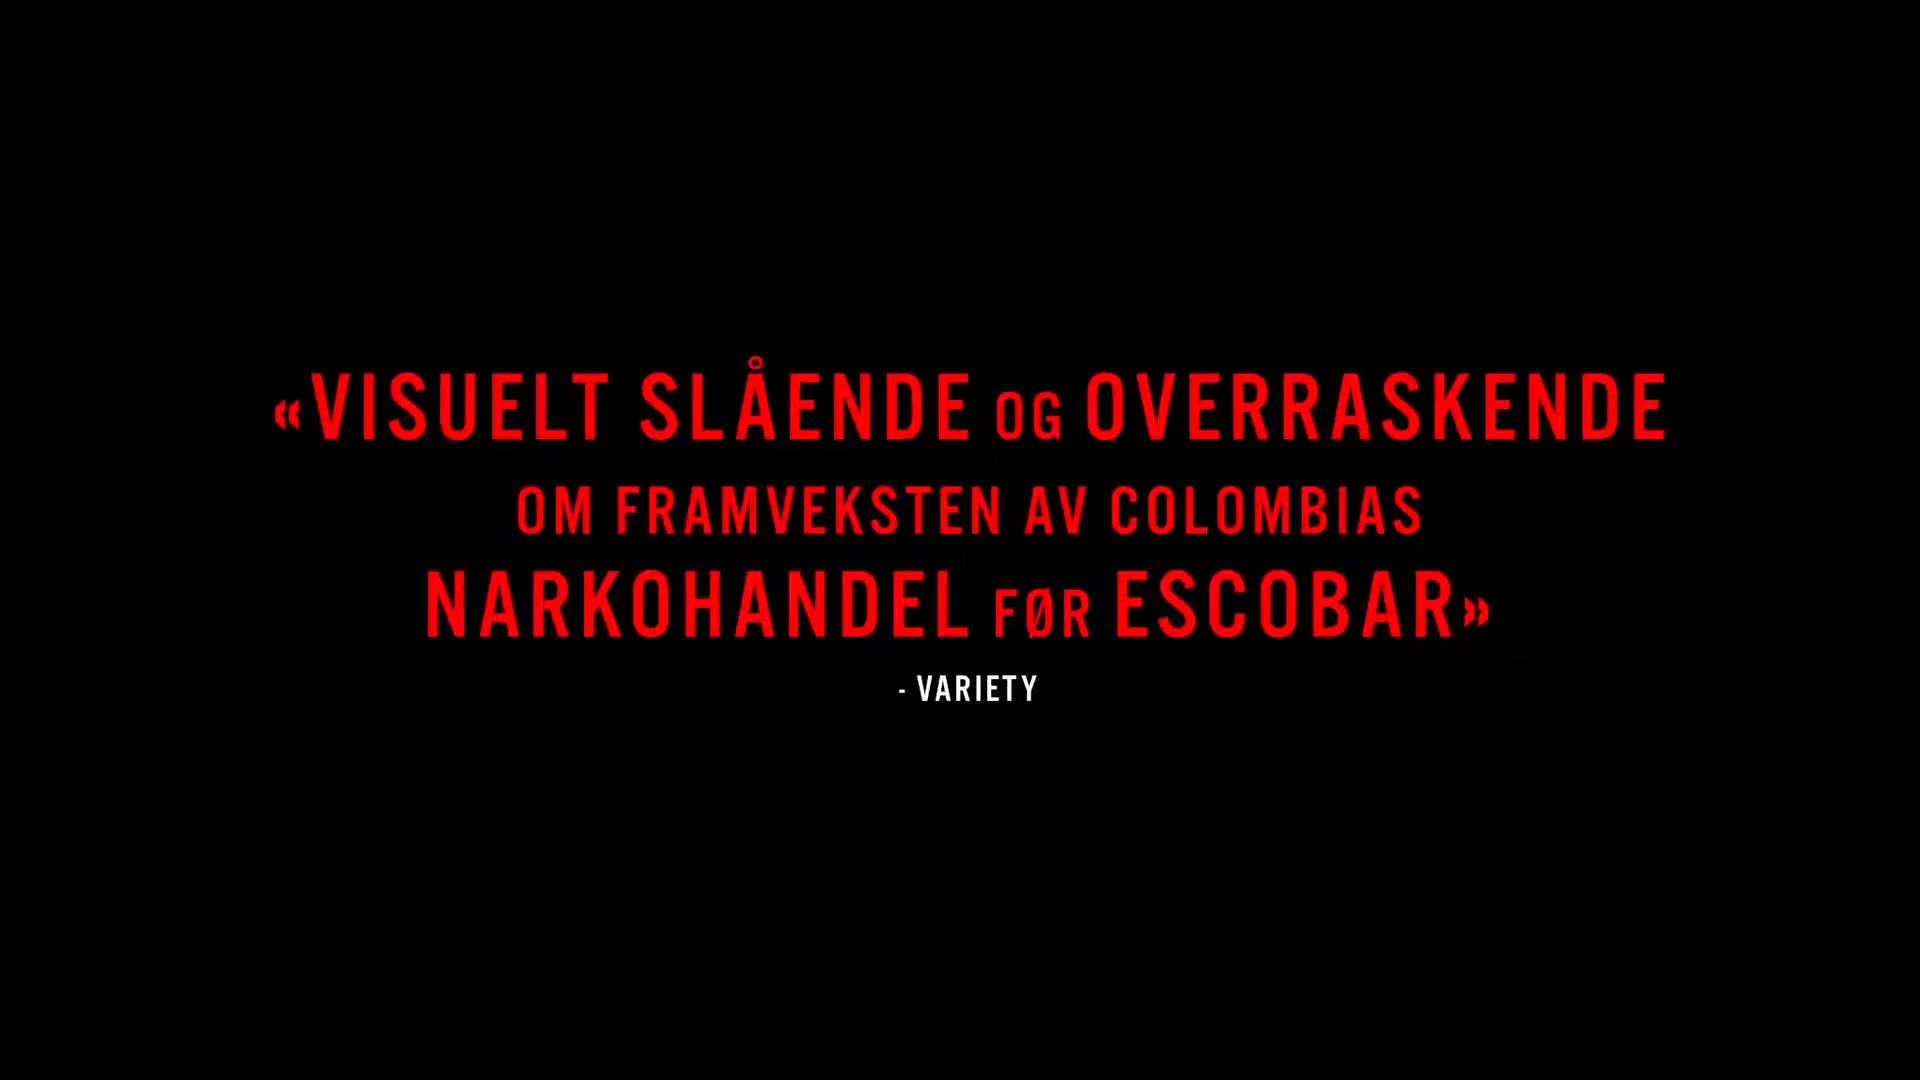 «VISUELT SLÅENDE OG OVERRASKENDE
OM FRAMVEKSTEN AV COLOMBIAS
NARKOHANDEL FØR ESCOBAR»
- VARIETY